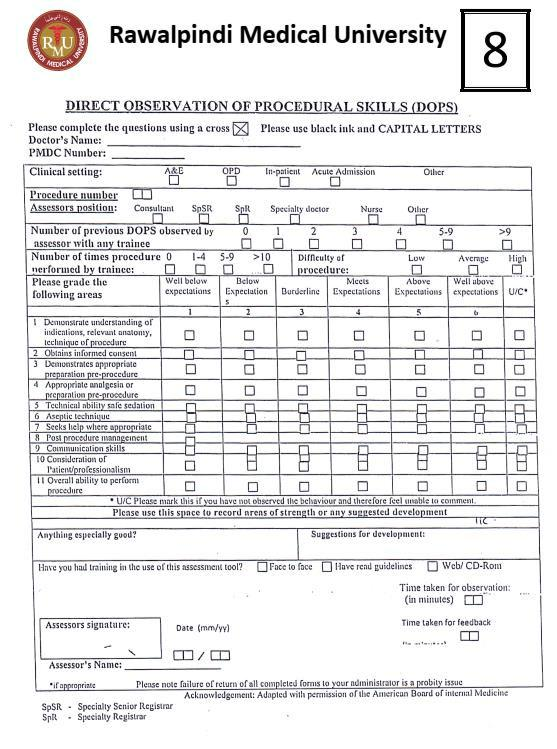 RAWALPINDI MEDICAL UNIVERSITY
RMU
Rawalpindi Medical University
8
DIRECT OBSERVATION OF PROCEDURAL SKILLS (DOPS)
Please complete the questions using a cross Please use black ink and CAPITAL LETTERS
Doctor's Name:
PMDC Number:
Clinical setting: A&E OPD In-patient Acute Admission Other
Procedure number
Assessors position: Consultant SpSR SpR Specialty doctor Nurse Other
Number of previous DOPS observed by 0 1 2 3 4 5-9 >9
assessor with any trainee
Number of times procedure 0 1-4 5-9 >10 Difficulty of Low Average High
performed by trainee: procedure:
Please grade the Well below Below Borderline Meets Above Well above U/C*
following areas expectations Expectation Expectations Expectations expectations
s
1 2 3 4 5 6
1 Demonstrate understanding of
indications, relevant anatomy,
technique of procedure
2 Obtains informed consent
3 Demonstrates appropriate
preparation pre-procedure
4 Appropriate analgesia or
preparation pre-procedure
5 Technical ability safe sedation
6 Aseptic technique
7 Seeks help where appropriate
8 Post procedure management
9 Communication skills
10 Consideration of
Patient/professionalism
11 Overall ability to perform
procedure
* U/C Please mark this if you have not observed the behaviour and therefore feel unable to comment.
Please use this space to record areas of strength or any suggested development
Anything especially good? Suggestions for development:
Have you had training in the use of this assessment tool? Face to face Have read guidelines Web/ CD-Rom
Time taken for observation:
(in minutes)
Assessors signature: Date (mm/yy) Time taken for feedback
/
Assessor's Name:
*if appropriate Please note failure of return of all completed forms to your administrator is a probity issue
Acknowledgement: Adapted with permission of the American Board of internal Medicine
SpSR - Specialty Senior Registrar
SpR - Specialty Registrar